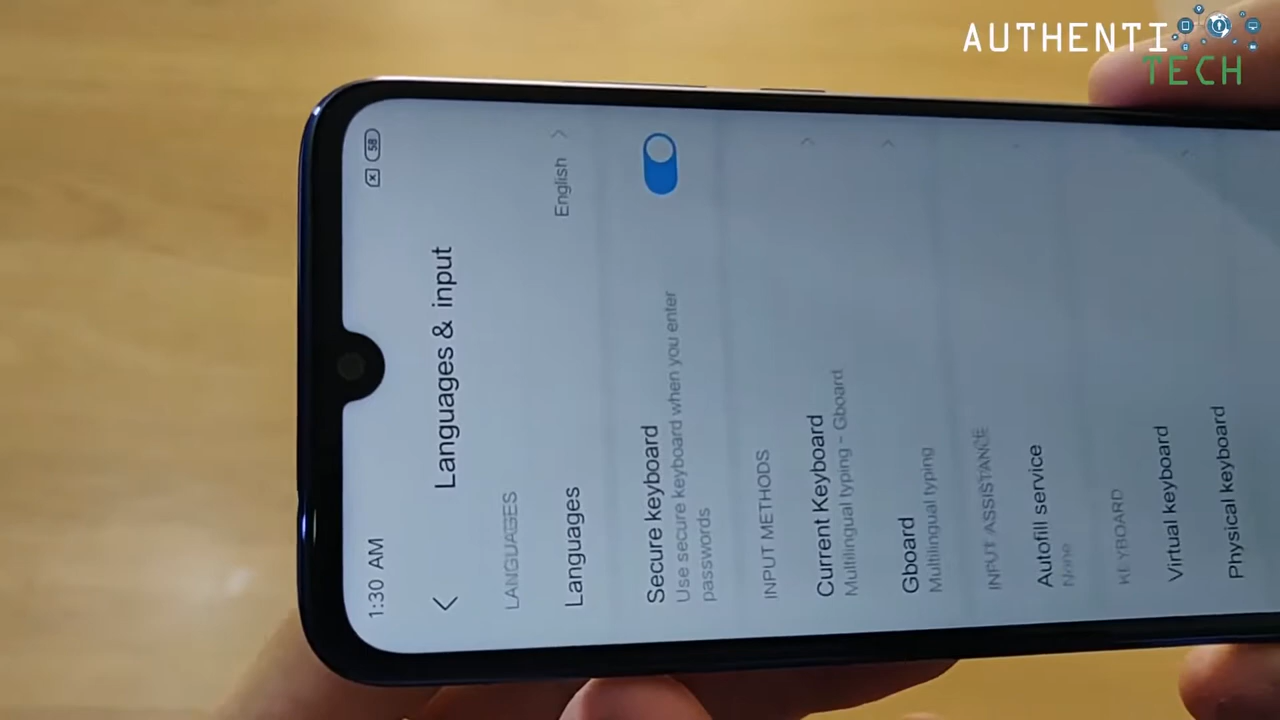 AUTHENTI
TECH
1:30 AM
58
Languages & input
LANGUAGES
Languages
English
Secure keyboard
Use secure keyboard when you enter
passwords
INPUT METHODS
Current Keyboard
Multilingual typing - Gboard
Gboard
Multilingual typing
INPUT ASSISTANCE
Autofill service
None
KEYBOARD
Virtual keyboard
Physical keyboard